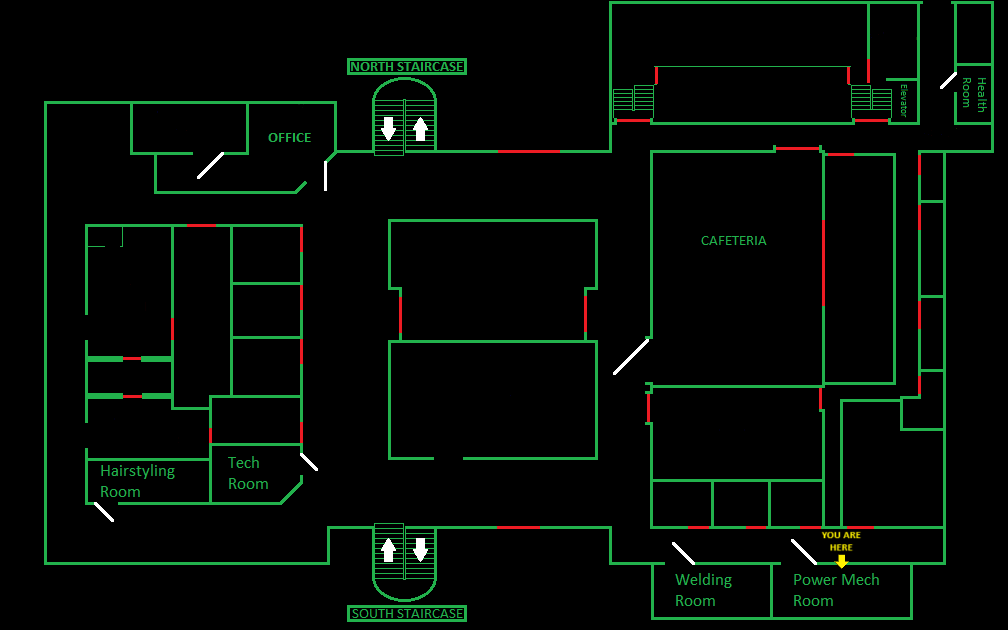 NORTH STAIRCASE
Elevator
Health
Room
OFFICE
CAFETERIA
Hairstyling
Room
Tech
Room
YOU ARE
HERE
Welding
Room
Power Mech
Room
SOUTH STAIRCASE